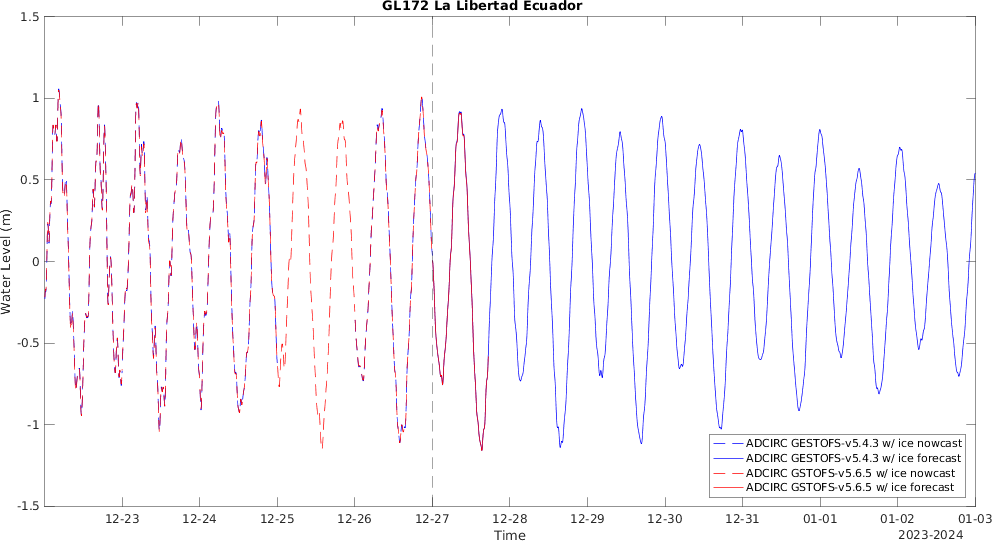 GL172 La Libertad Ecuador
1.5
1
0.5
0
-0.5
-1
-1.5
Water Level (m)
12-23
12-24
12-25
12-26
12-27
12-28
12-29
12-30
12-31
01-01
01-02
01-03
Time
2023-2024
ADCIRC GESTOFS-v5.4.3 w/ ice nowcast
ADCIRC GESTOFS-v5.4.3 w/ ice forecast
ADCIRC GSTOFS-v5.6.5 w/ ice nowcast
ADCIRC GSTOFS-v5.6.5 w/ ice forecast